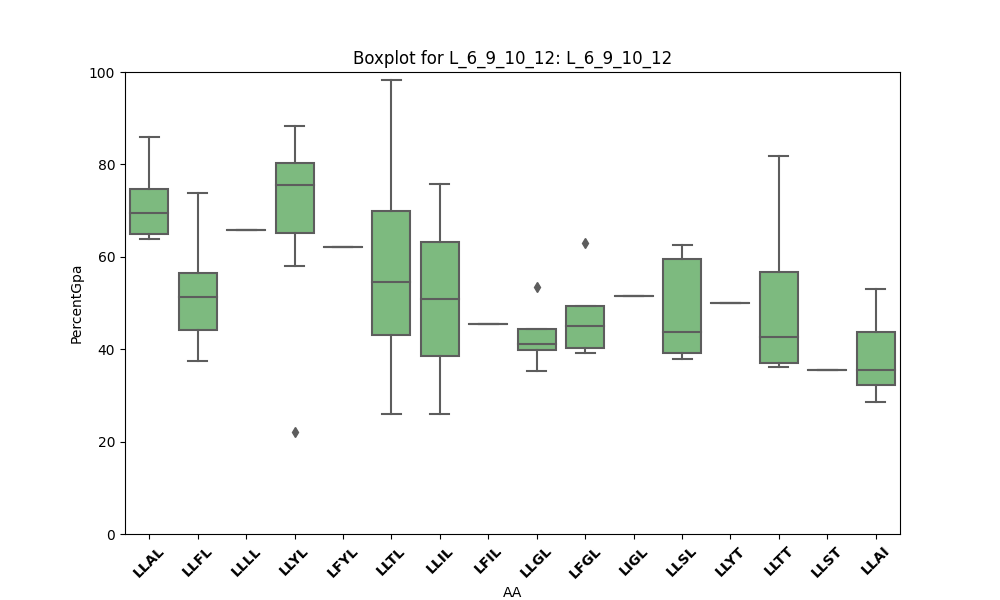 Boxplot for L_6_9_10_12: L_6_9_10_12
100
80
60
40
20
0
PercentGpa
LLAL
LLFL
LLLL
LLYL
LFYL
LLTL
LLIL
LFIL
LLGL
LFGL
LIGL
LLSL
LLYT
LLTT
LLST
LLAI
AA